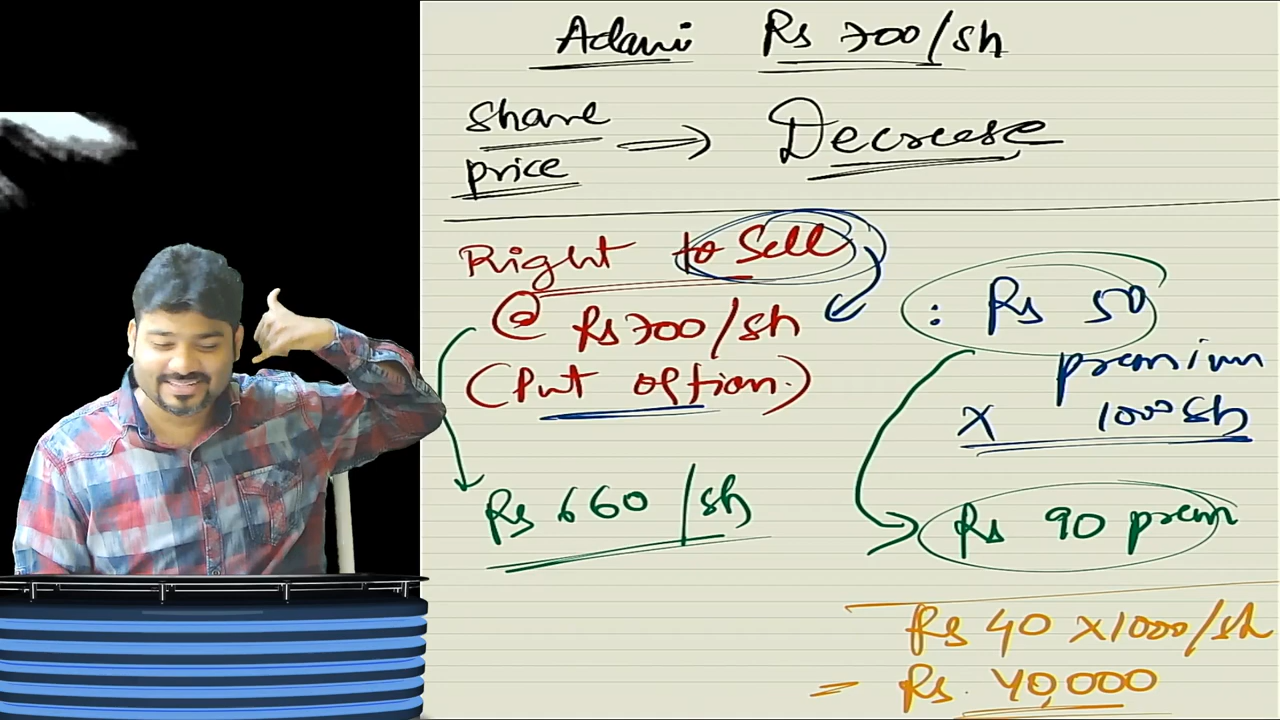 Adani Rs 700/sh
share
price ⇒ Decrease
Right to Sell
@ Rs 700/sh
(Put option.)
: Rs 50
premium
x 1000 sh
Rs 660/sh
Rs 90 prem
Rs 40 x 1000/sh
= Rs. 40,000